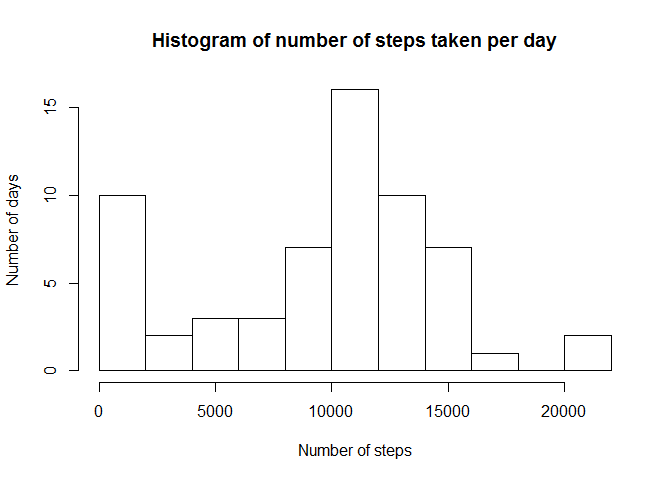 Histogram of number of steps taken per day
15
10
5
0
Number of days
0 5000 10000 15000 20000
Number of steps